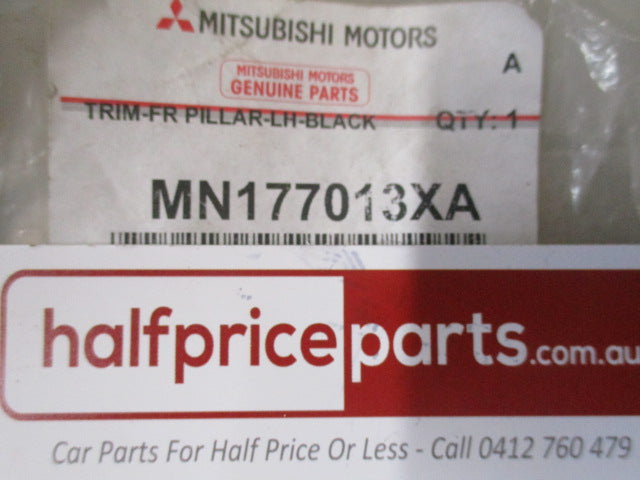 MITSUBISHI MOTORS
MITSUBISHI MOTORS
GENUINE PARTS
A
TRIM-FR PILLAR-LH-BLACK QTY: 1
MN177013XA
halfpriceparts.com.au
Car Parts For Half Price Or Less - Call 0412 760 479